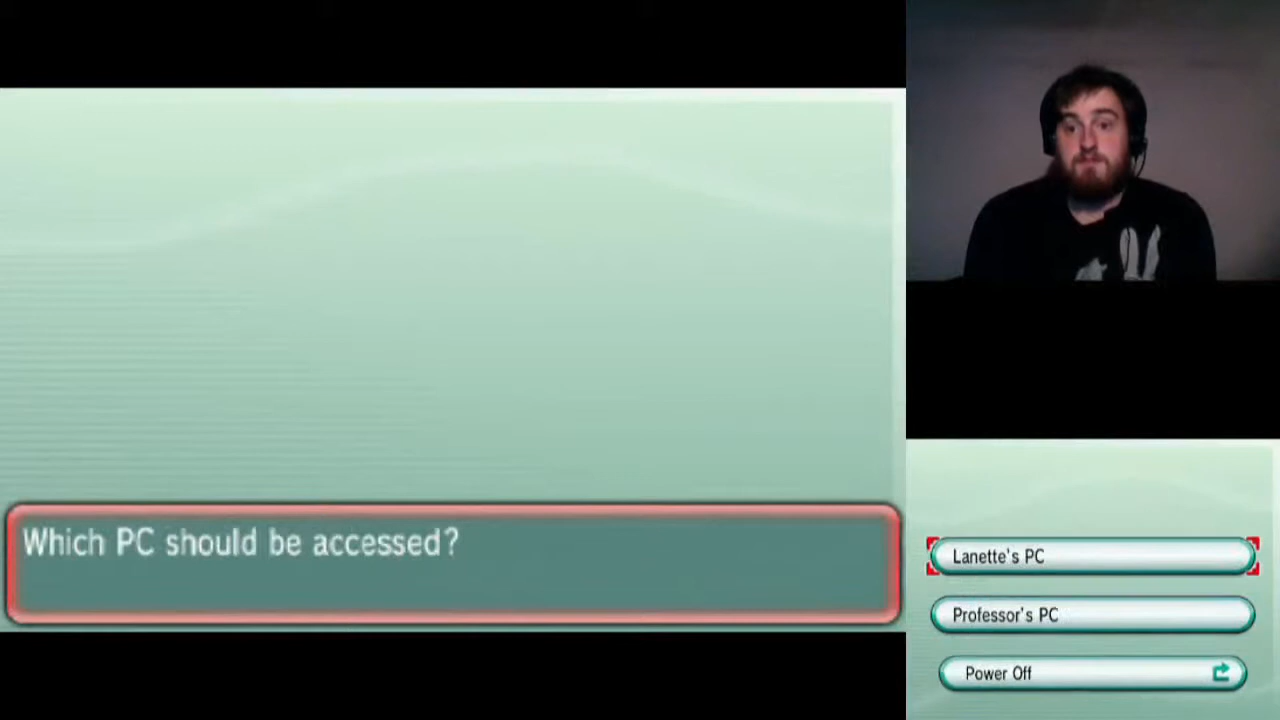 Which PC should be accessed?
Lanette's PC
Professor's PC
Power Off